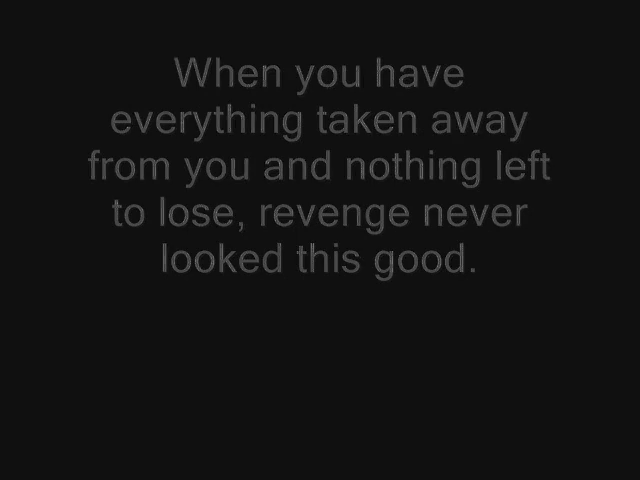 When you have
everything taken away
from you and nothing left
to lose, revenge never
looked this good.